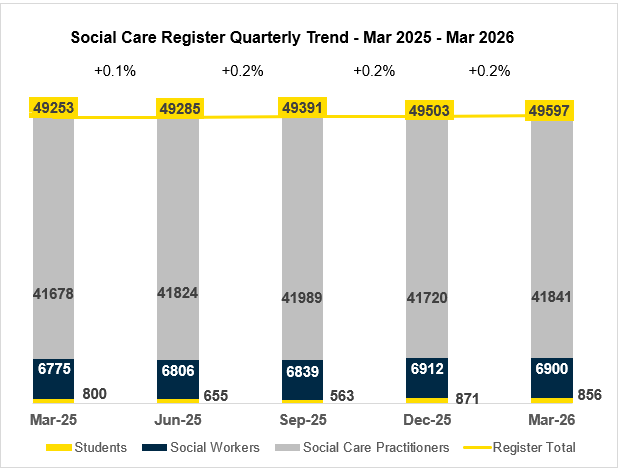 Social Care Register Quarterly Trend - Mar 2025 - Mar 2026
+0.1% +0.2% +0.2% +0.2%
49253 49285 49391 49503 49597
41678 41824 41989 41720 41841
6775 6806 6839 6912 6900
800 655 563 871 856
Mar-25 Jun-25 Sep-25 Dec-25 Mar-26
Students Social Workers Social Care Practitioners Register Total